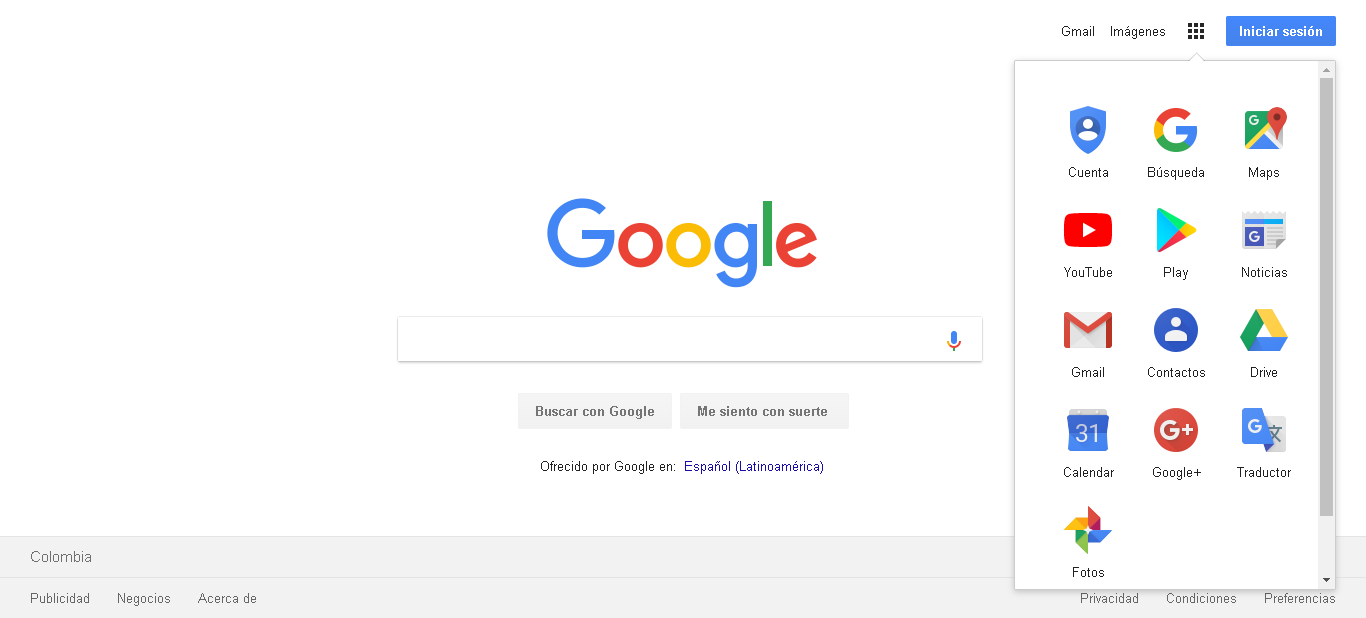 Gmail Imágenes Iniciar sesión
Cuenta Búsqueda Maps
YouTube Play Noticias
Gmail Contactos Drive
31
Calendar Google+ Traductor
Fotos
Google
Buscar con Google Me siento con suerte
Ofrecido por Google en: Español (Latinoamérica)
Colombia
Publicidad Negocios Acerca de Privacidad Condiciones Preferencias